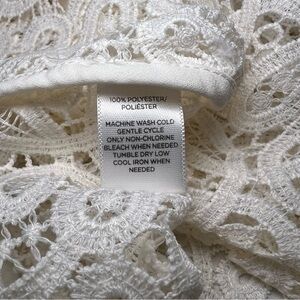 100% POLYESTER/
POLIÉSTER
MACHINE WASH COLD
GENTLE CYCLE
ONLY NON-CHLORINE
BLEACH WHEN NEEDED
TUMBLE DRY LOW
COOL IRON WHEN
NEEDED